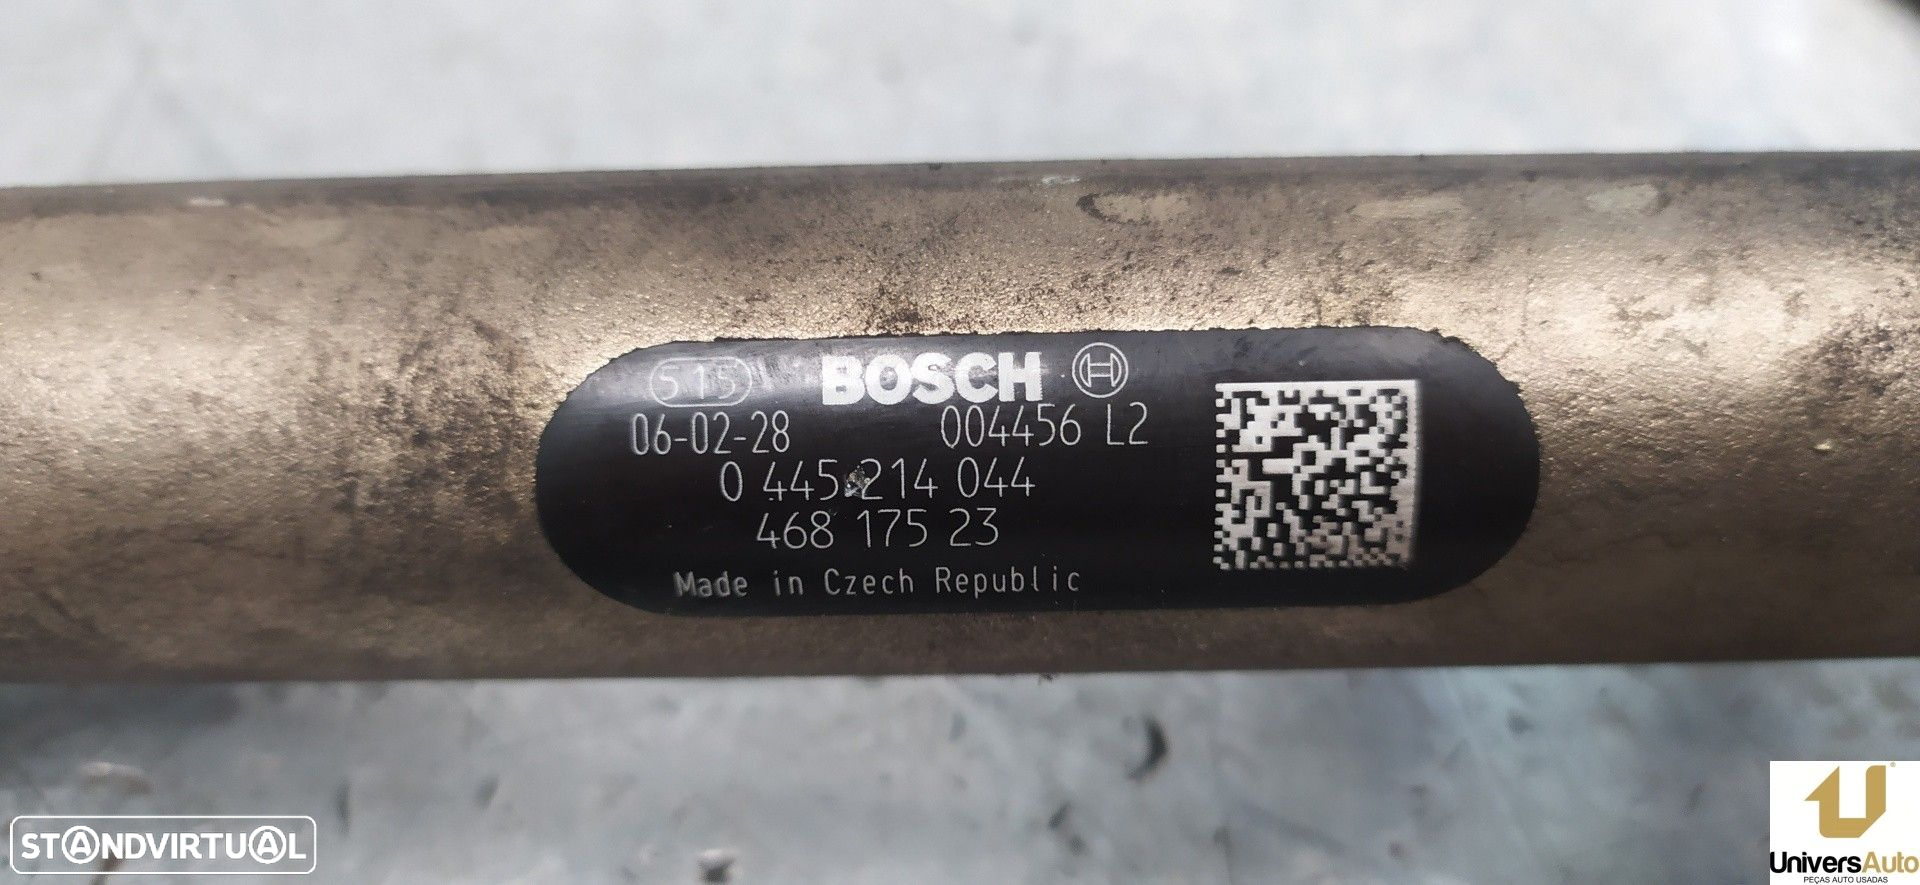 S15 BOSCH
06-02-28 004456 L2
0 445 214 044
468 175 23
Made in Czech Republic
STANDVIRTUAL
UniversAuto
PEÇAS AUTO USADAS